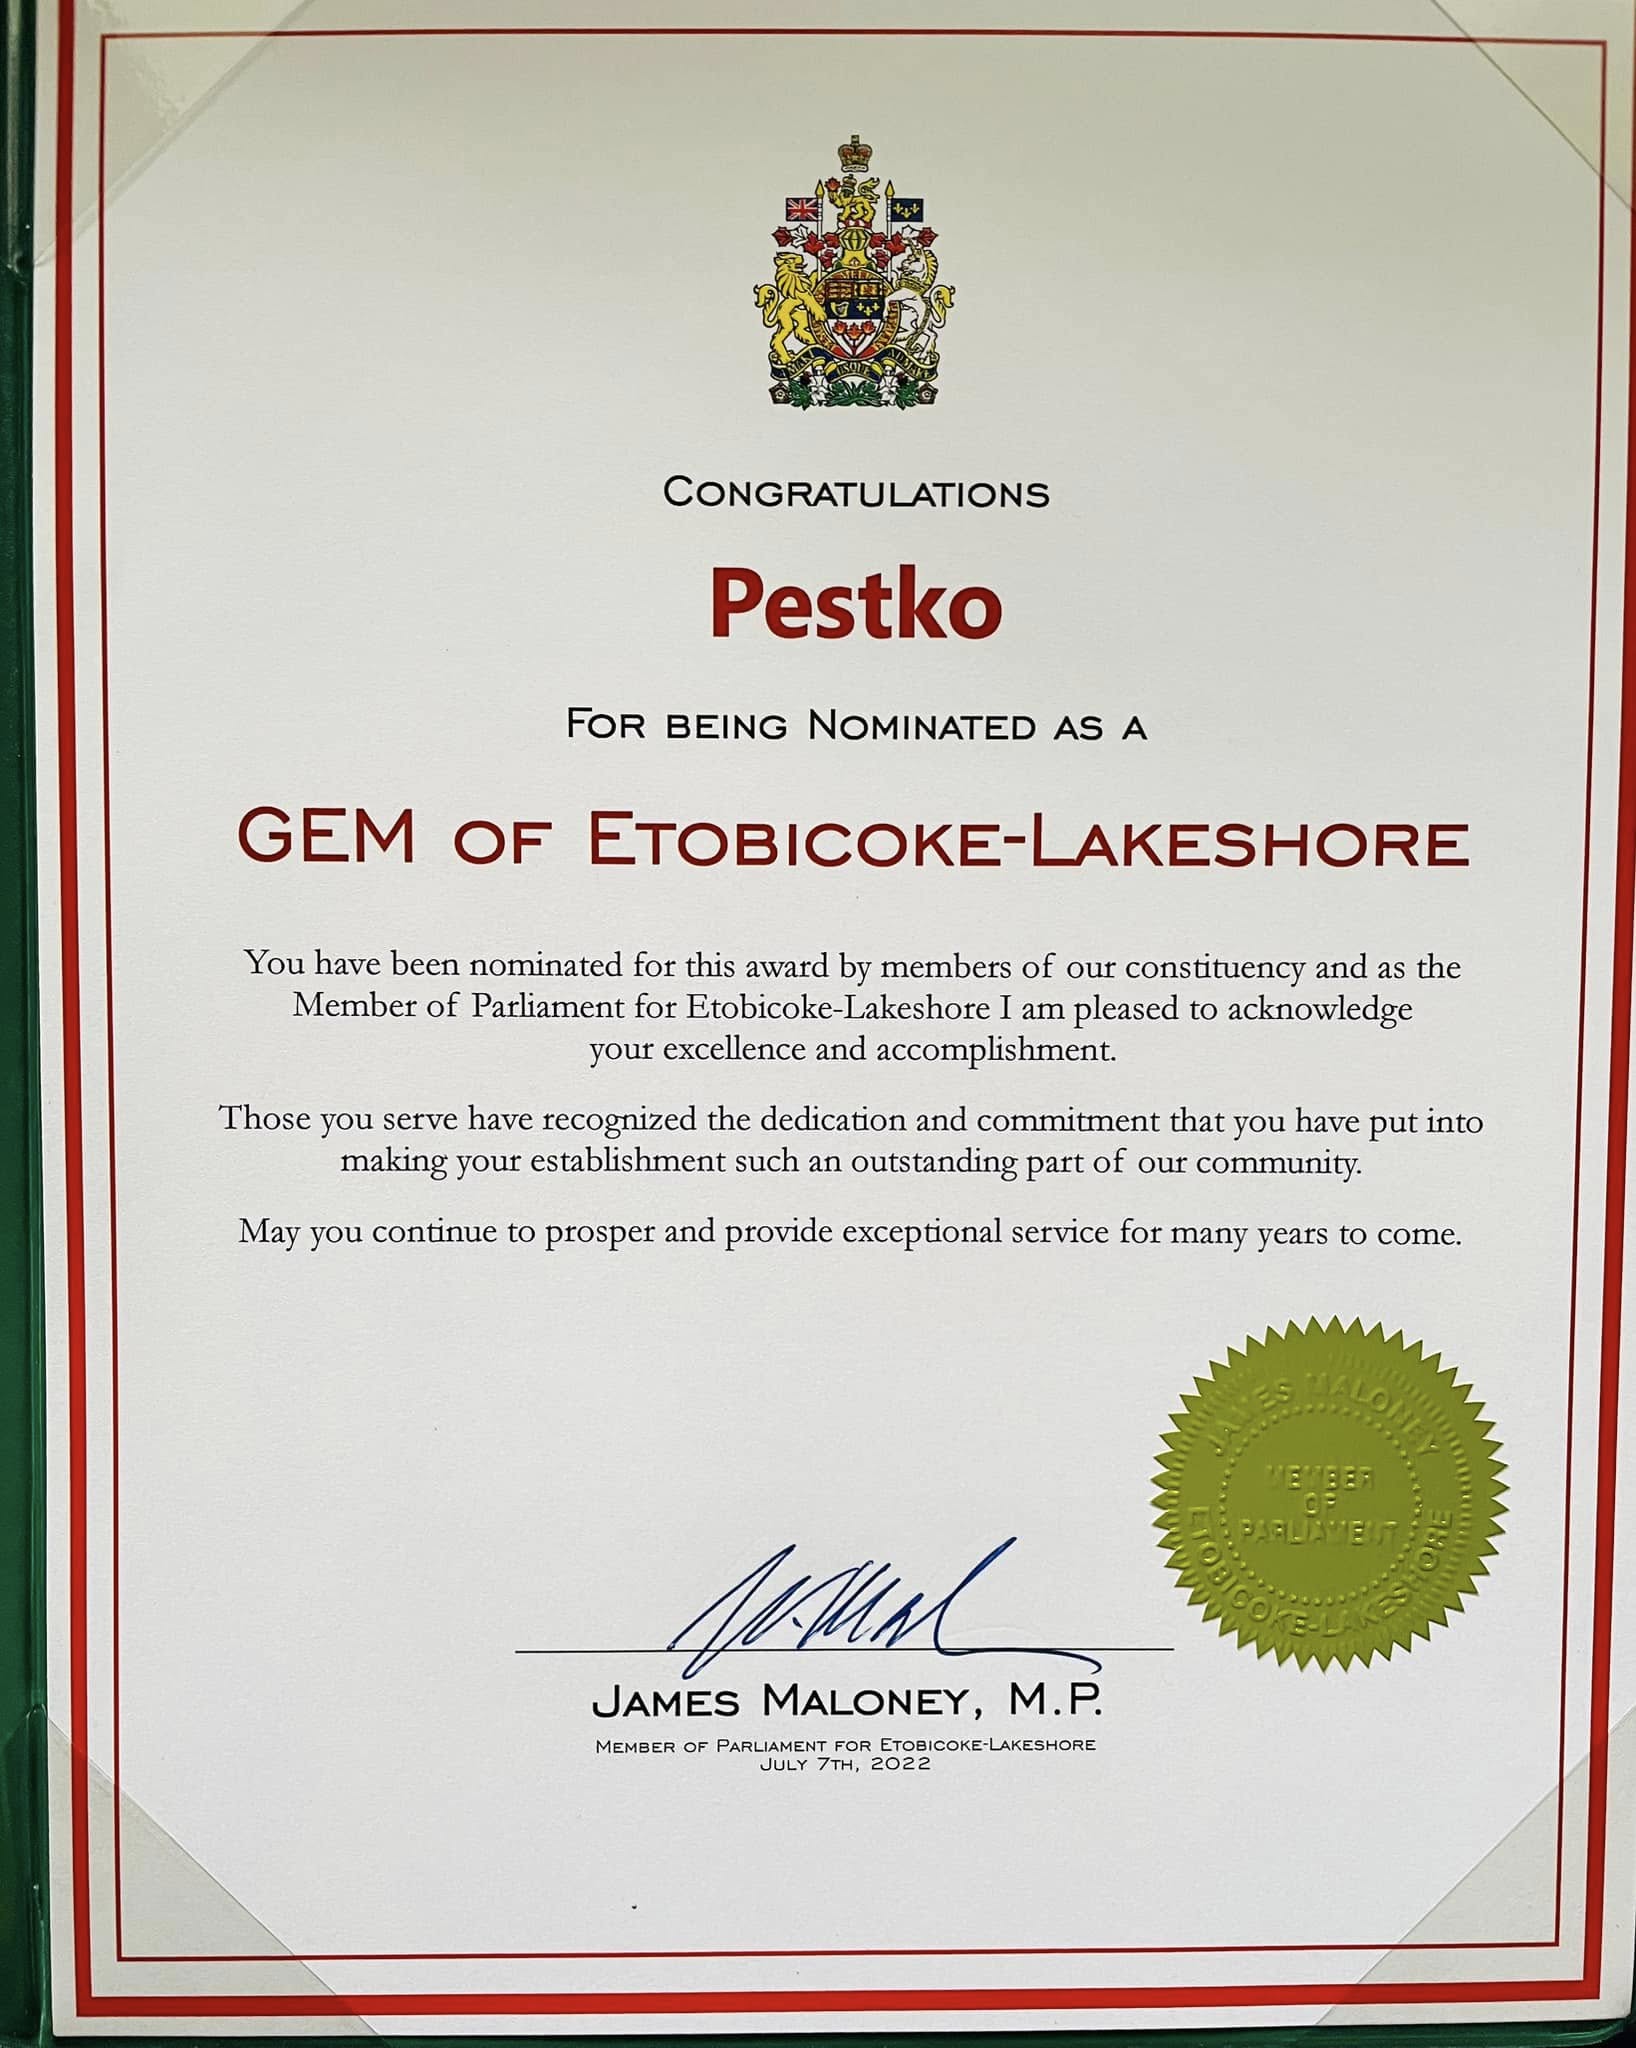 CONGRATULATIONS
Pestko
FOR BEING NOMINATED AS A
GEM OF ETOBICOKE-LAKESHORE
You have been nominated for this award by members of our constituency and as the
Member of Parliament for Etobicoke-Lakeshore I am pleased to acknowledge
your excellence and accomplishment.
Those you serve have recognized the dedication and commitment that you have put into
making your establishment such an outstanding part of our community.
May you continue to prosper and provide exceptional service for many years to come.
JAMES MALONEY
MEMBER
OF
PARLIAMENT
ETOBICOKE-LAKESHORE
JAMES MALONEY, M.P.
MEMBER OF PARLIAMENT FOR ETOBICOKE-LAKESHORE
JULY 7TH, 2022